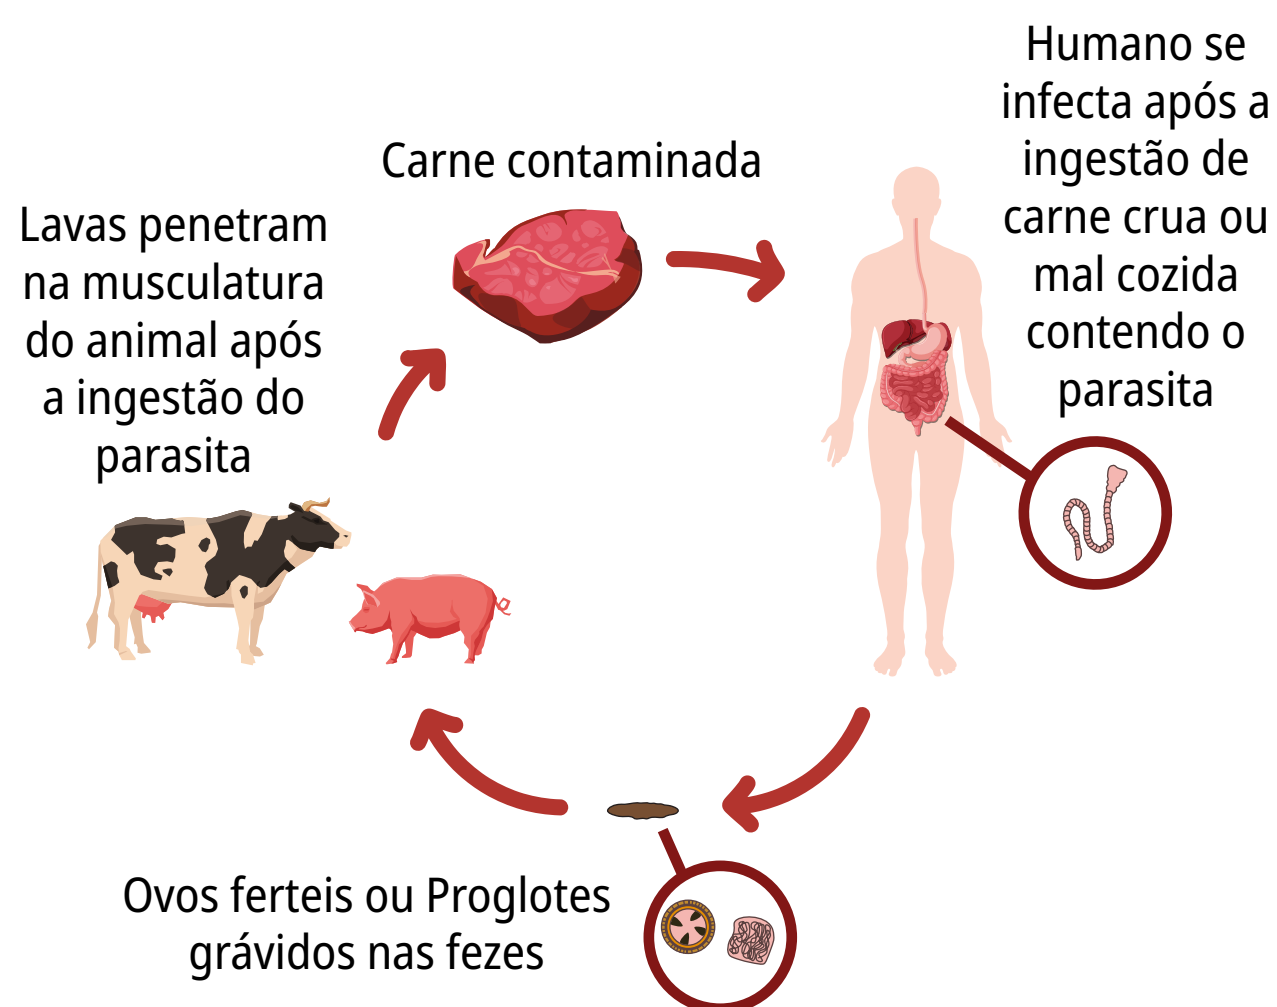 Humano se
infecta após a
ingestão de
carne crua ou
mal cozida
contendo o
parasita
Carne contaminada
Lavas penetram
na musculatura
do animal após
a ingestão do
parasita
Ovos ferteis ou Proglotes
grávidos nas fezes